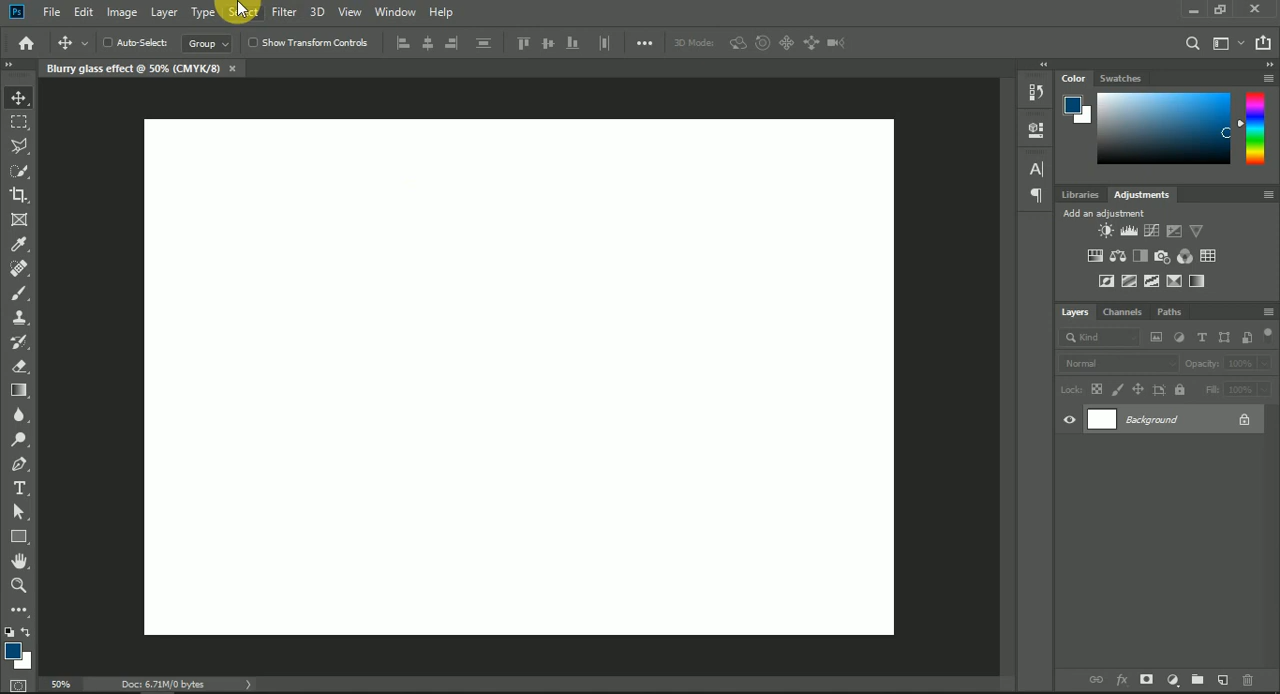 Ps File Edit Image Layer Type Select Filter 3D View Window Help
Auto-Select: Group Show Transform Controls 3D Mode:
Blurry glass effect @ 50% (CMYK/8)
Color Swatches
Libraries Adjustments
Add an adjustment
Layers Channels Paths
Kind
Normal Opacity: 100%
Lock: Fill: 100%
Background
50% Doc: 6.71M/0 bytes